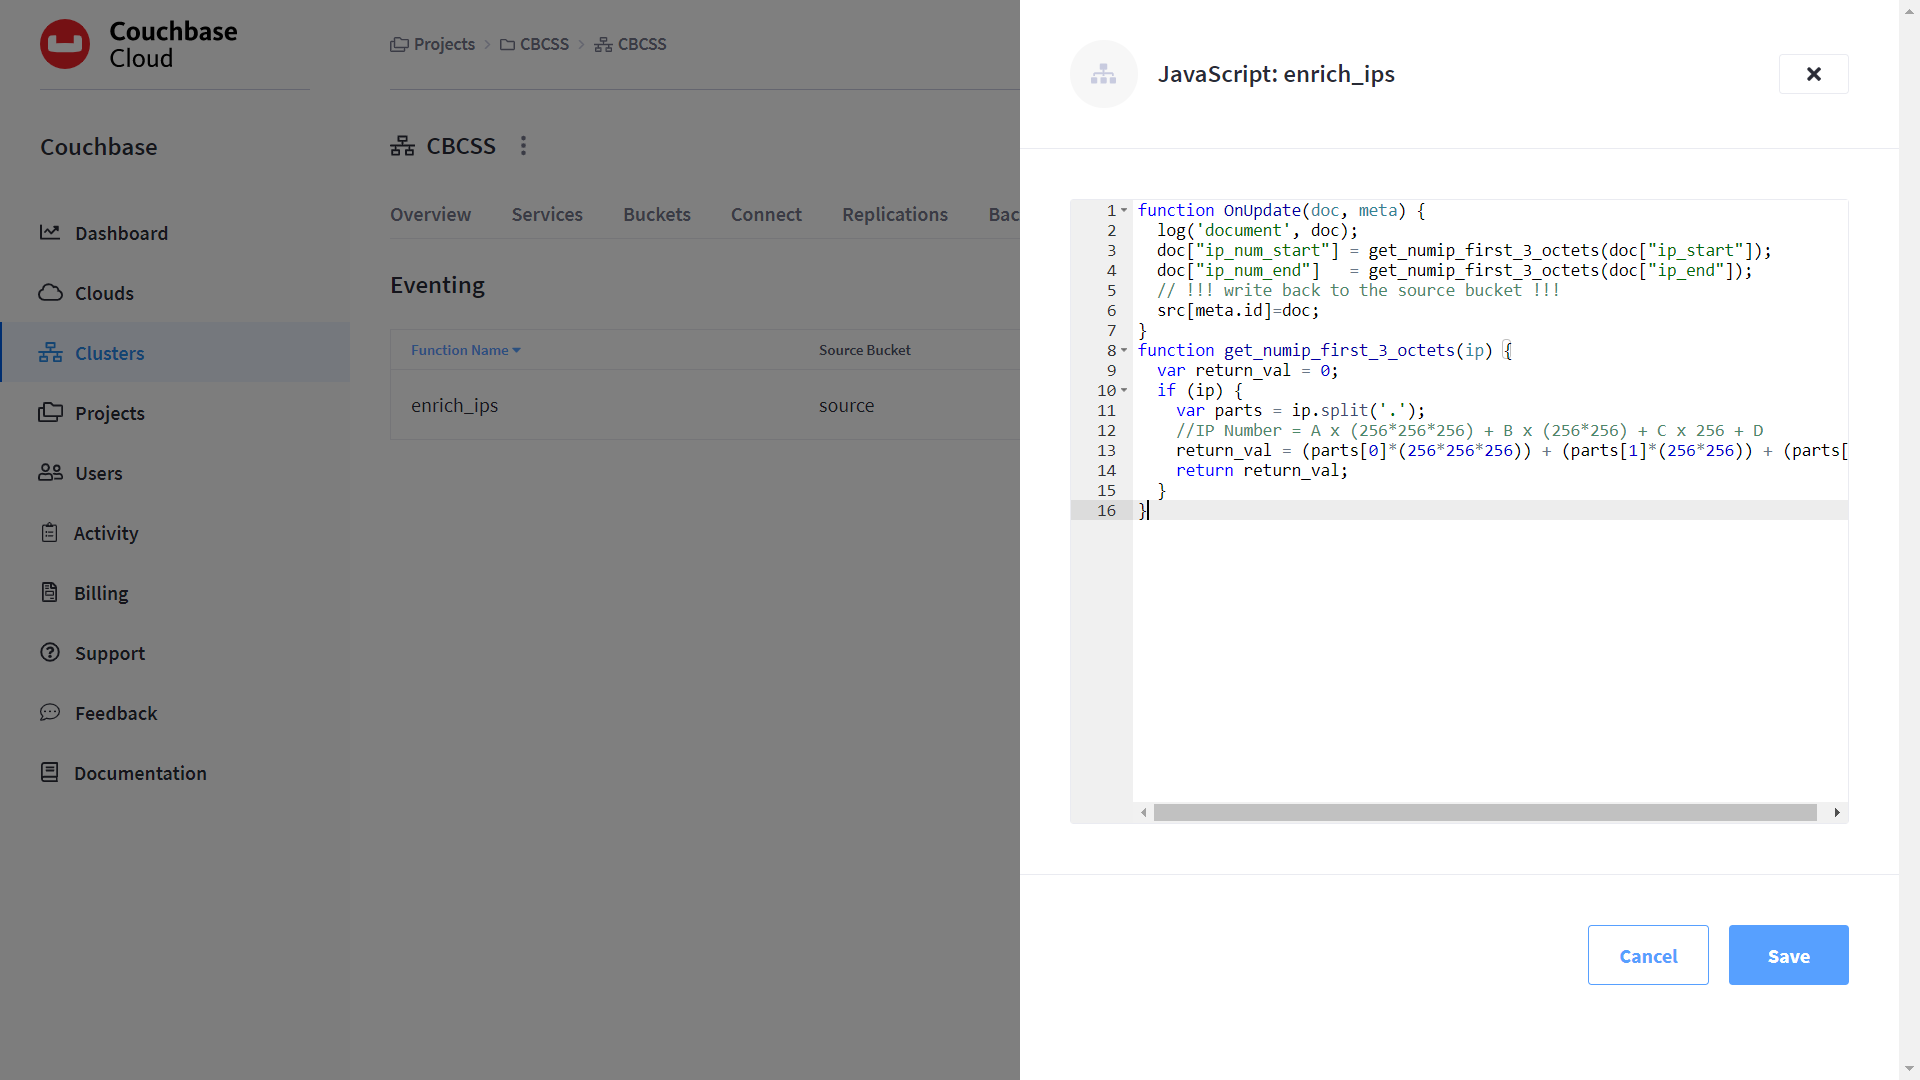 Couchbase
Cloud
Couchbase
Dashboard
Clouds
Clusters
Projects
Users
Activity
Billing
Support
Feedback
Documentation
Projects > CBCSS > CBCSS
CBCSS
Overview Services Buckets Connect Replications Bac
Eventing
Function Name Source Bucket
enrich_ips source
JavaScript: enrich_ips
1 function OnUpdate(doc, meta) {
2   log('document', doc);
3   doc["ip_num_start"] = get_numip_first_3_octets(doc["ip_start"]);
4   doc["ip_num_end"]   = get_numip_first_3_octets(doc["ip_end"]);
5   // !!! write back to the source bucket !!!
6   src[meta.id]=doc;
7 }
8 function get_numip_first_3_octets(ip) {
9   var return_val = 0;
10   if (ip) {
11     var parts = ip.split('.');
12     //IP Number = A x (256*256*256) + B x (256*256) + C x 256 + D
13     return_val = (parts[0]*(256*256*256)) + (parts[1]*(256*256)) + (parts[
14     return return_val;
15   }
16 }
Cancel Save